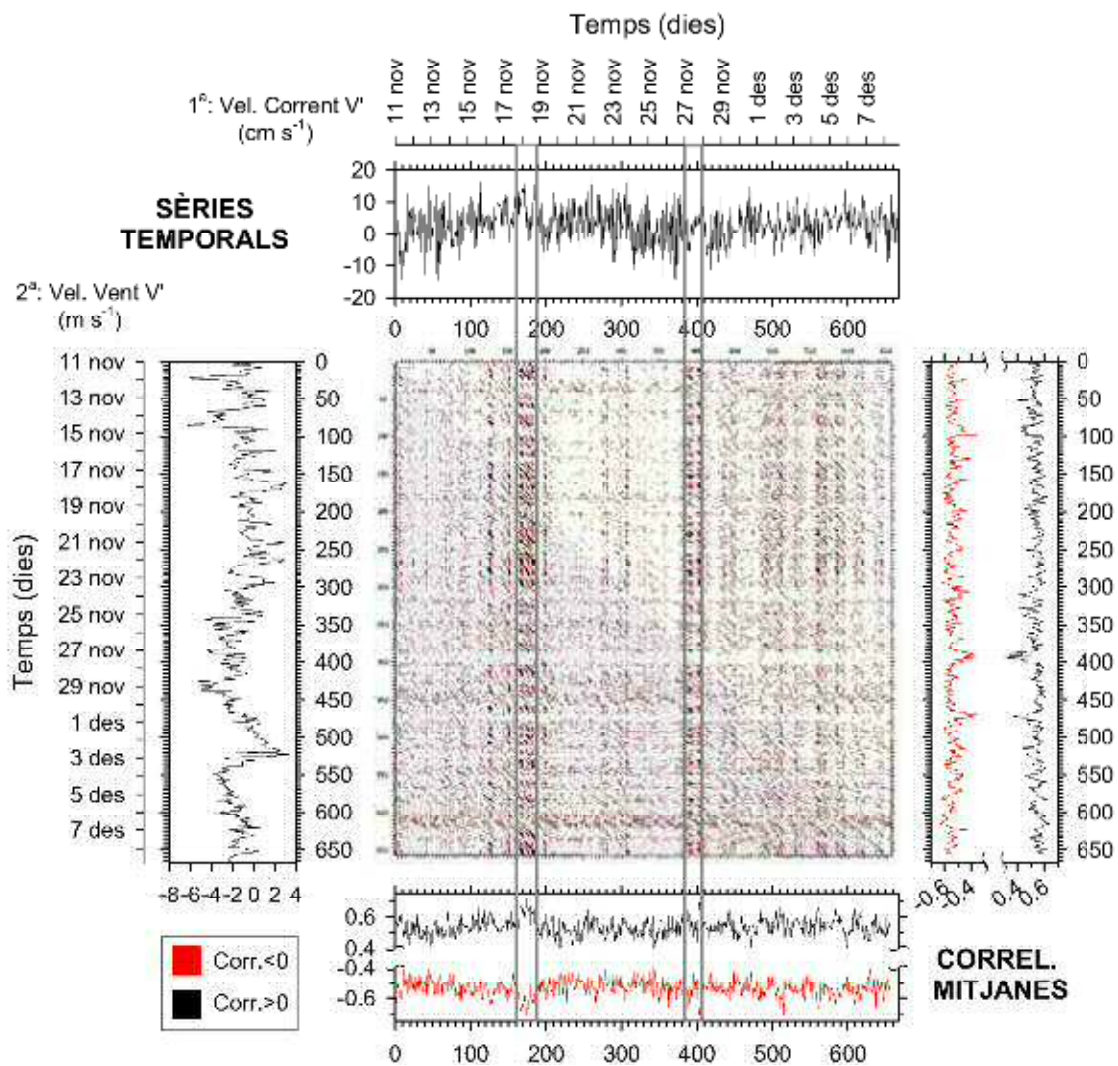 Temps (dies)
11 nov
13 nov
15 nov
17 nov
19 nov
21 nov
23 nov
25 nov
27 nov
29 nov
1 des
3 des
5 des
7 des
1ª: Vel. Corrent V'
(cm s⁻¹)
SÈRIES
TEMPORALS
20
10
0
-10
-20
0 100 200 300 400 500 600
2ª: Vel. Vent V'
(m s⁻¹)
Temps (dies)
11 nov
13 nov
15 nov
17 nov
19 nov
21 nov
23 nov
25 nov
27 nov
29 nov
1 des
3 des
5 des
7 des
0
50
100
150
200
250
300
350
400
450
500
550
600
650
-8 -6 -4 -2 0 2 4
0
50
100
150
200
250
300
350
400
450
500
550
600
650
-0.6 -0.4 0.4 0.6
0.6
0.4
-0.4
-0.6
0 100 200 300 400 500 600
Corr.<0
Corr.>0
CORREL.
MITJANES